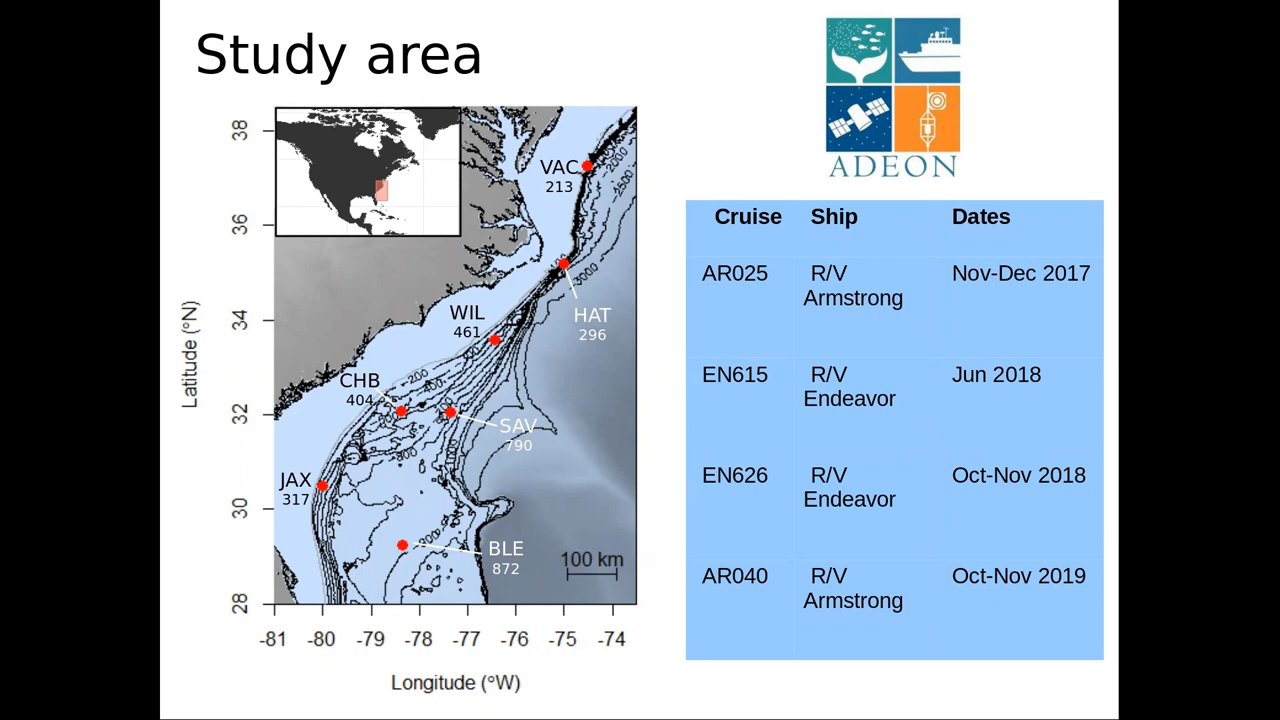 Study area
ADEON
38
36
34
32
30
28
Latitude (°N)
VAC
213
2000
2500
3000
HAT
296
WIL
461
200
CHB
404
SAV
790
JAX
317
BLE
872
100 km
-81 -80 -79 -78 -77 -76 -75 -74
Longitude (°W)
Cruise Ship Dates
AR025 R/V Nov-Dec 2017
Armstrong
EN615 R/V Jun 2018
Endeavor
EN626 R/V Oct-Nov 2018
Endeavor
AR040 R/V Oct-Nov 2019
Armstrong